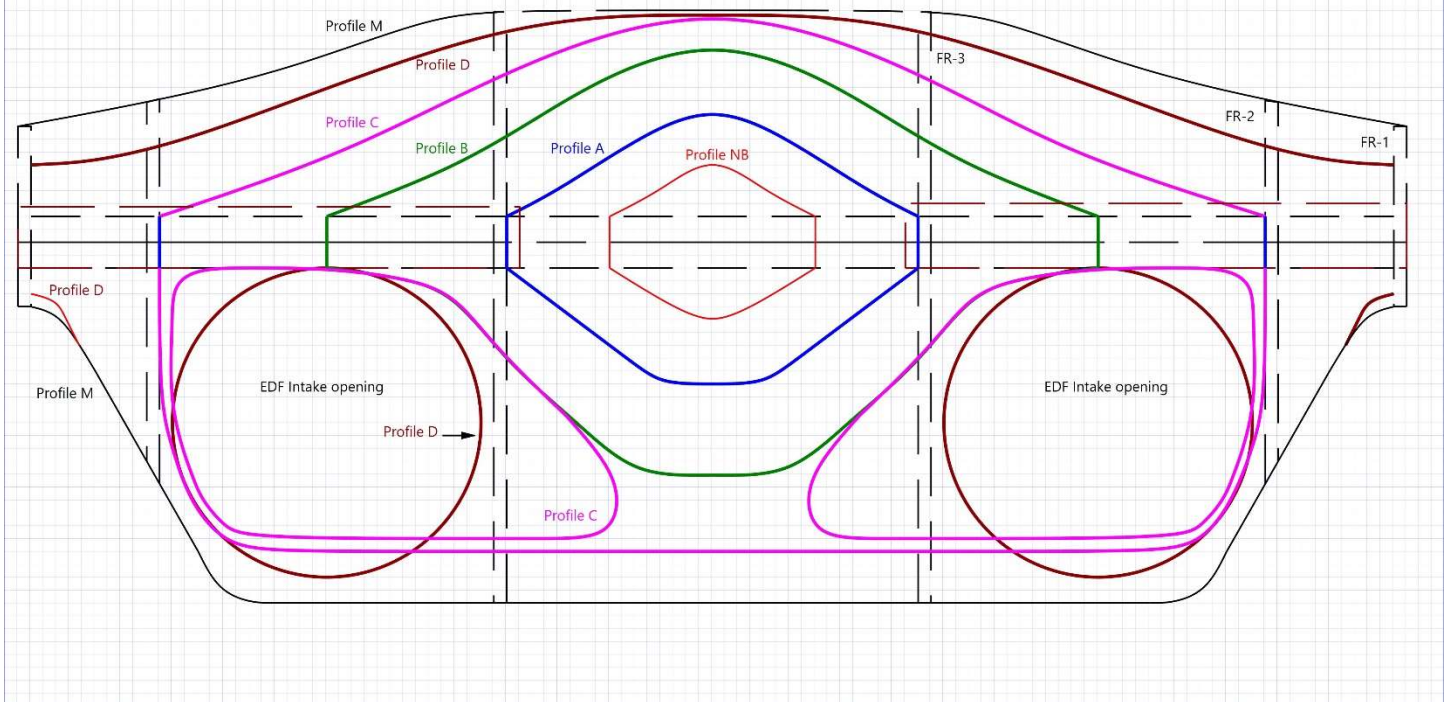 Profile M
Profile D
FR-3
Profile C
FR-2
FR-1
Profile B
Profile A
Profile NB
Profile D
EDF Intake opening
EDF Intake opening
Profile M
Profile D
Profile C